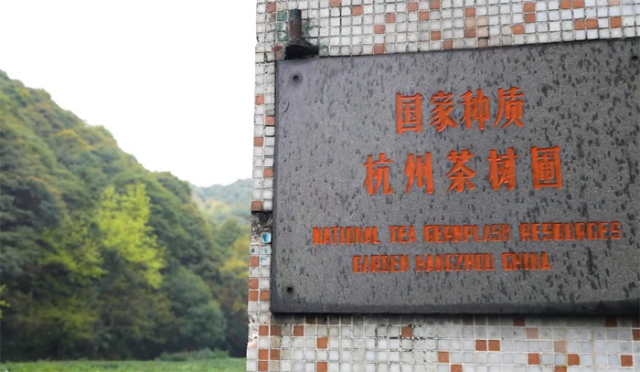 国家种质
杭州茶树圃
NATIONAL TEA GERMPLASM RESOURCES
GARDEN HANGZHOU CHINA